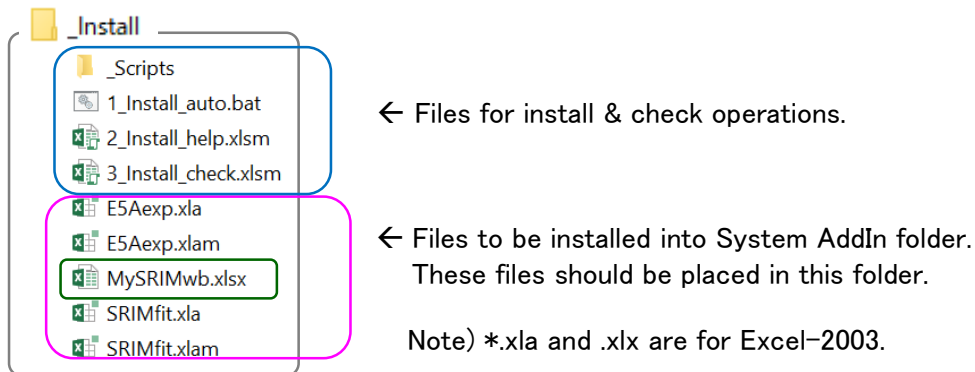 _Install
_Scripts
1_Install_auto.bat
← Files for install & check operations.
2_Install_help.xlsm
3_Install_check.xlsm
E5Aexp.xla
E5Aexp.xlam
← Files to be installed into System AddIn folder.
MySRIMwb.xlsx
These files should be placed in this folder.
SRIMfit.xla
SRIMfit.xlam
Note) *.xla and .xlx are for Excel-2003.